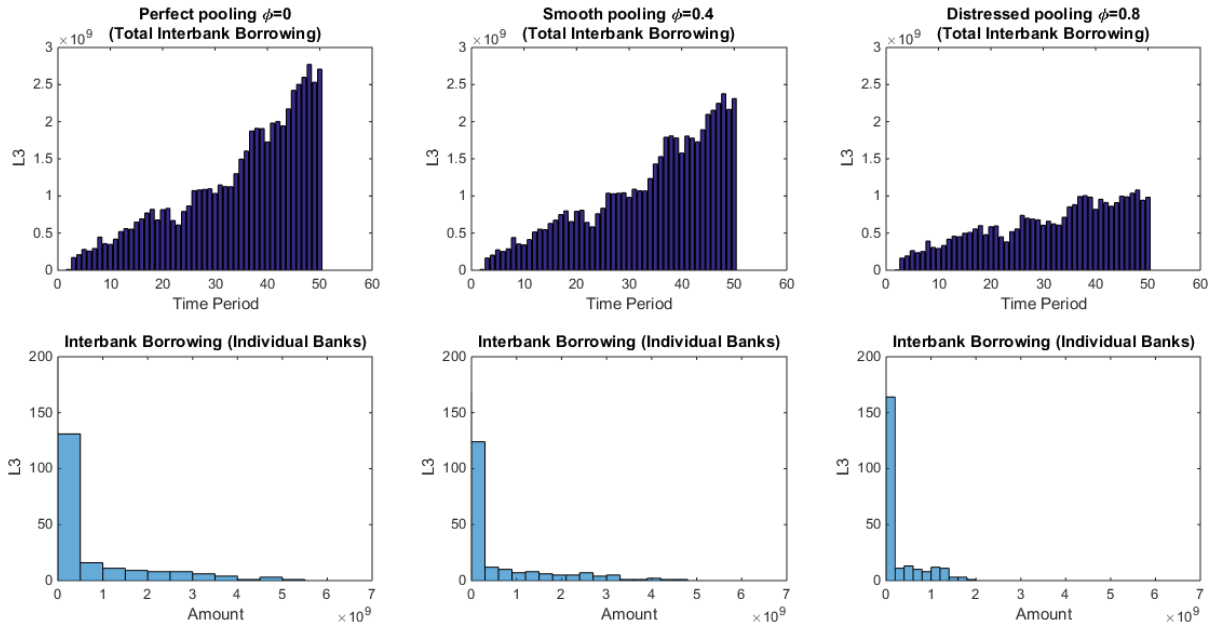 Perfect pooling ϕ=0
(Total Interbank Borrowing)
×10^9
3
2.5
2
1.5
1
0.5
0
L3
0 10 20 30 40 50 60
Time Period
Smooth pooling ϕ=0.4
(Total Interbank Borrowing)
×10^9
3
2.5
2
1.5
1
0.5
0
L3
0 10 20 30 40 50 60
Time Period
Distressed pooling ϕ=0.8
(Total Interbank Borrowing)
×10^9
3
2.5
2
1.5
1
0.5
0
L3
0 10 20 30 40 50 60
Time Period
Interbank Borrowing (Individual Banks)
200
150
100
50
0
L3
0 1 2 3 4 5 6 7
Amount
×10^9
Interbank Borrowing (Individual Banks)
200
150
100
50
0
L3
0 1 2 3 4 5 6 7
Amount
×10^9
Interbank Borrowing (Individual Banks)
200
150
100
50
0
L3
0 1 2 3 4 5 6 7
Amount
×10^9